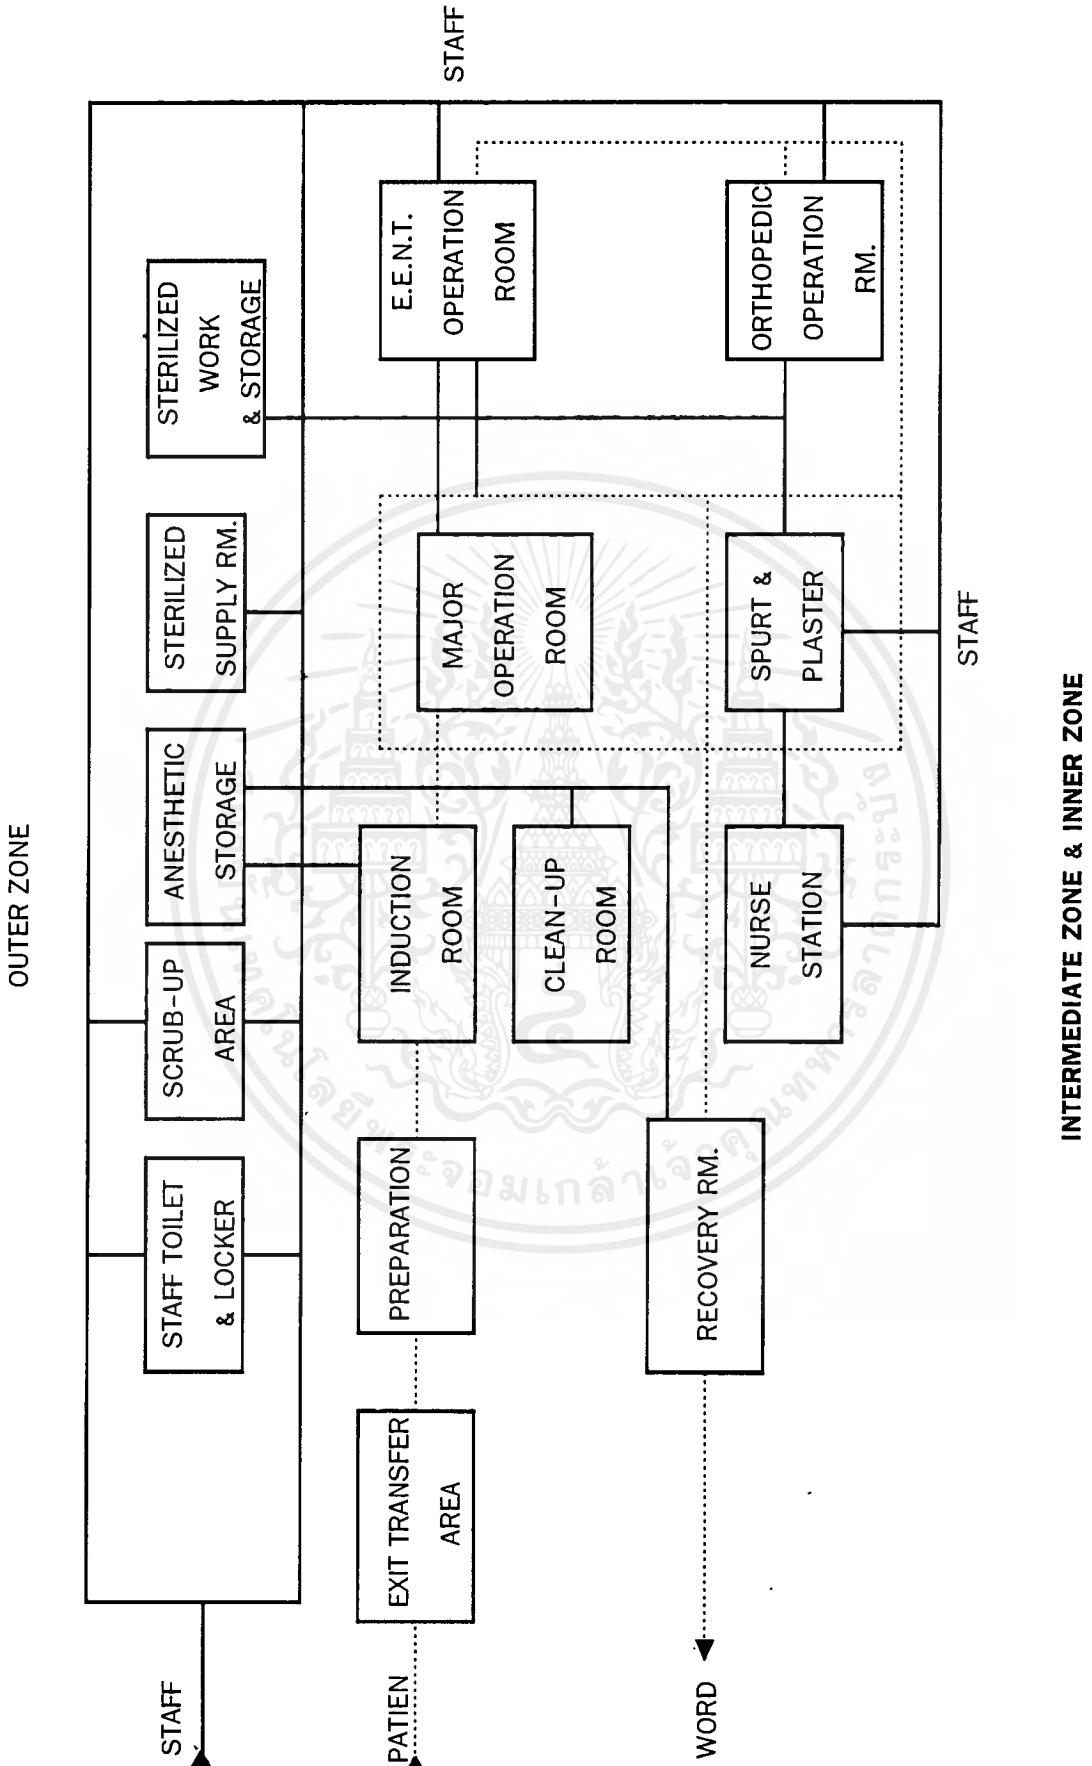 OUTER ZONE
STAFF
STAFF TOILET
& LOCKER
SCRUB-UP
AREA
ANESTHETIC
STORAGE
STERILIZED
SUPPLY RM.
STERILIZED
WORK
& STORAGE
STAFF
PATIEN
EXIT TRANSFER
AREA
PREPARATION
INDUCTION
ROOM
CLEAN-UP
ROOM
MAJOR
OPERATION
ROOM
E.E.N.T.
OPERATION
ROOM
WORD
RECOVERY RM.
NURSE
STATION
SPURT &
PLASTER
ORTHOPEDIC
OPERATION
RM.
STAFF
INTERMEDIATE ZONE & INNER ZONE